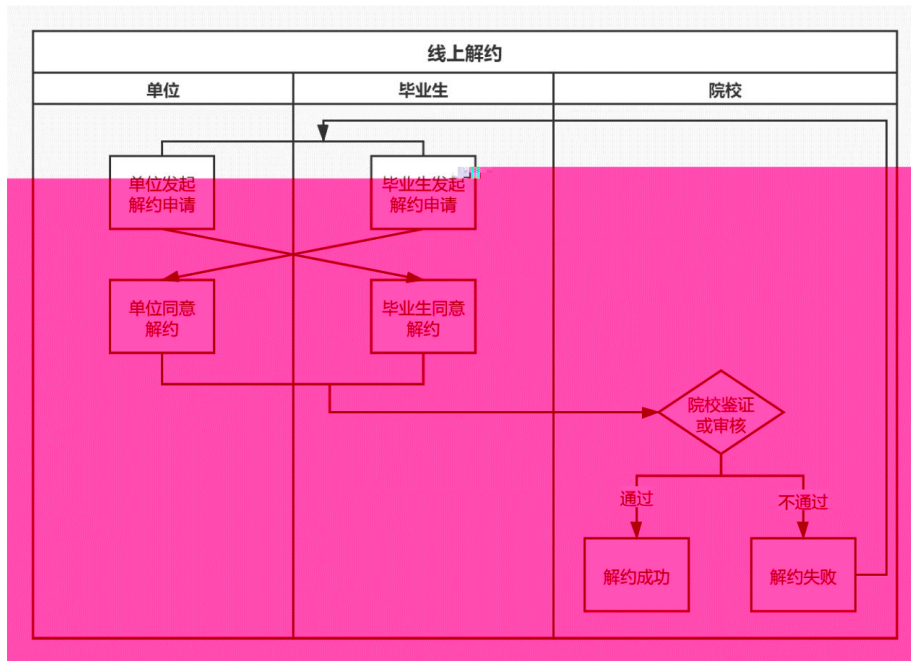 线上解约
单位
毕业生
院校
单位发起
解约申请
毕业生发起
解约申请
单位同意
解约
毕业生同意
解约
院校鉴证
或审核
通过
不通过
解约成功
解约失败